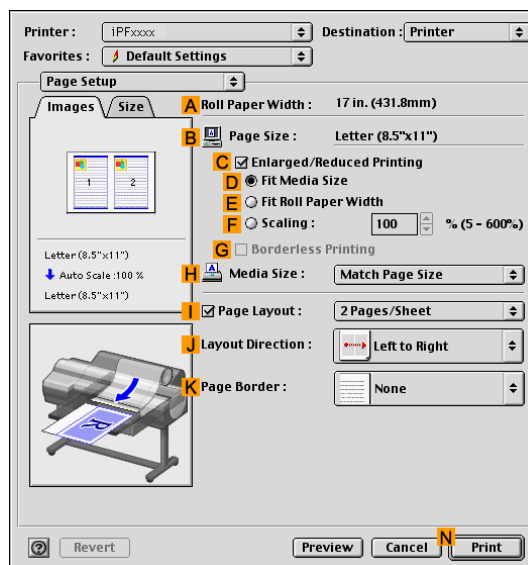 Printer : iPFxxxx Destination : Printer
Favorites : Default Settings
Page Setup
Images Size
A Roll Paper Width : 17 in. (431.8mm)
B Page Size : Letter (8.5"x11")
C Enlarged/Reduced Printing
1 2
D Fit Media Size
E Fit Roll Paper Width
F Scaling : 100 % (5 - 600%)
G Borderless Printing
Letter (8.5"x11")
Auto Scale :100 %
Letter (8.5"x11")
H Media Size : Match Page Size
I Page Layout : 2 Pages/Sheet
J Layout Direction : Left to Right
K Page Border : None
R
N
? Revert Preview Cancel Print